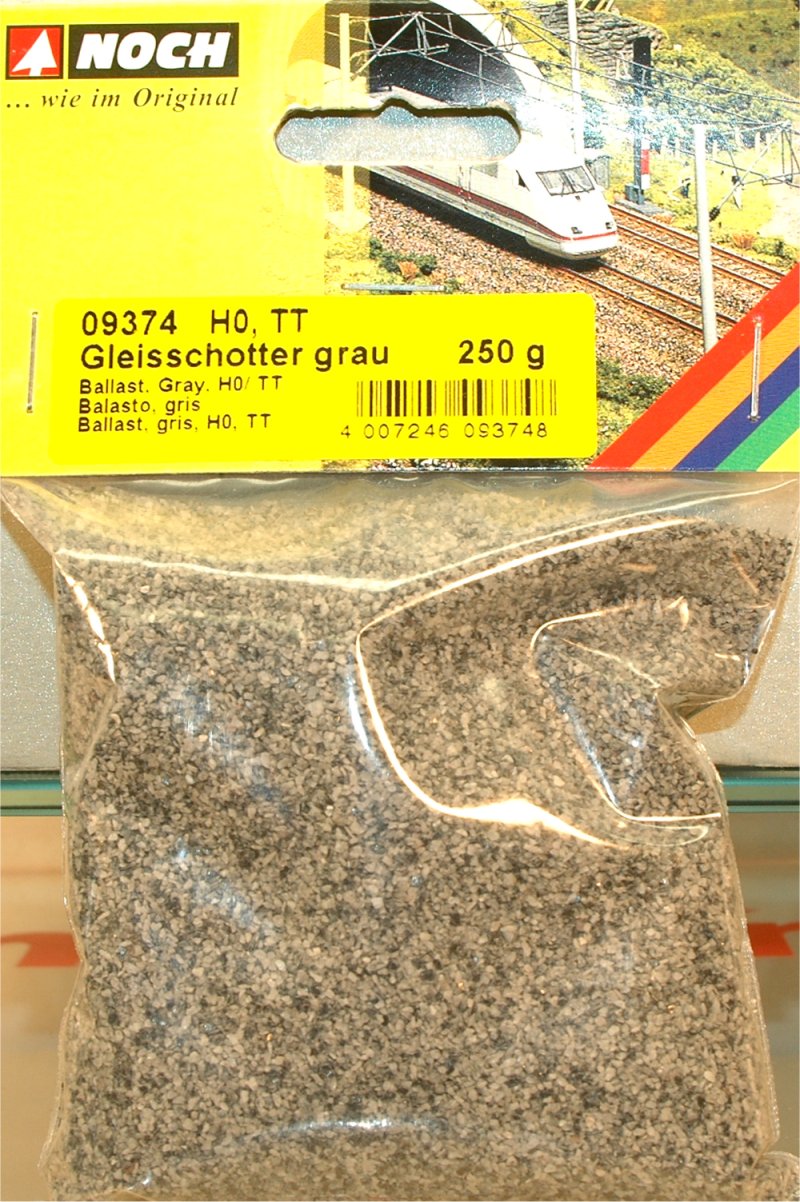 NOCH
... wie im Original
09374 H0, TT
Gleisschotter grau 250 g
Ballast. Gray. H0/ TT
Balasto, gris
Ballast, gris, H0, TT
4 007246 093748